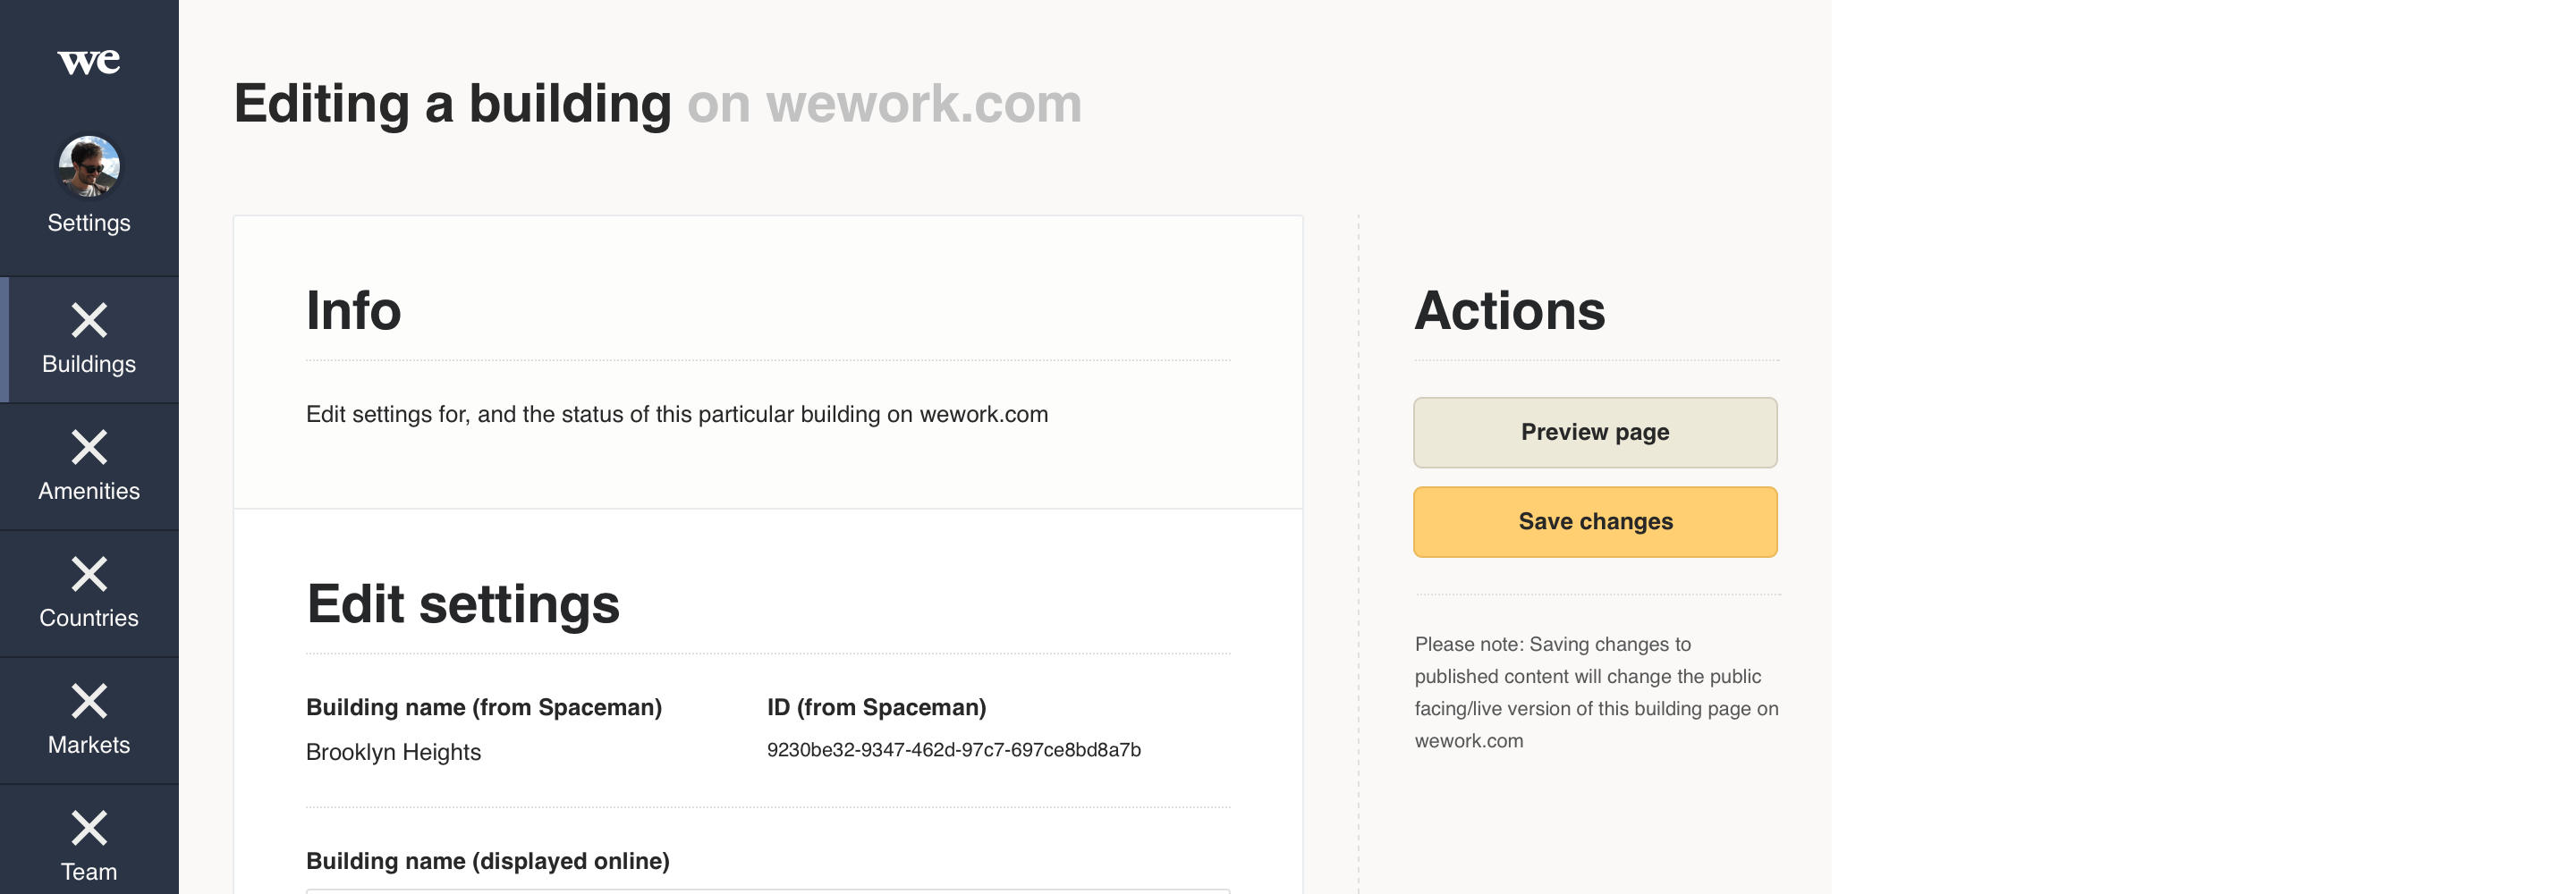 we
Settings
Buildings
Amenities
Countries
Markets
Team
Editing a building on wework.com
Info
Edit settings for, and the status of this particular building on wework.com
Edit settings
Building name (from Spaceman)
Brooklyn Heights
ID (from Spaceman)
9230be32-9347-462d-97c7-697ce8bd8a7b
Building name (displayed online)
Actions
Preview page
Save changes
Please note: Saving changes to
published content will change the public
facing/live version of this building page on
wework.com